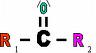 O
R₁ – C – R₂